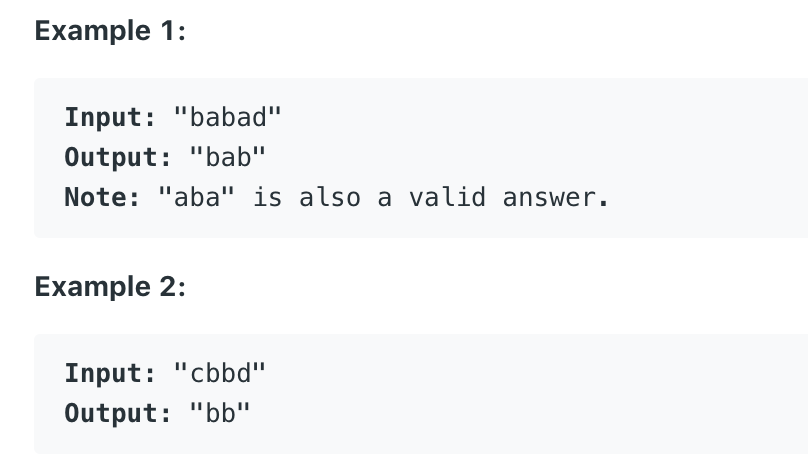 Example 1:
Input: "babad"
Output: "bab"
Note: "aba" is also a valid answer.
Example 2:
Input: "cbbd"
Output: "bb"